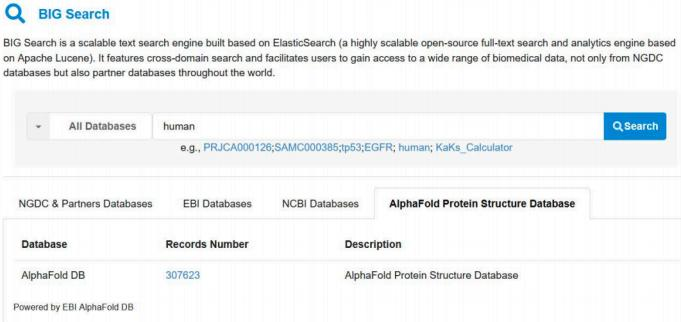 BIG Search
BIG Search is a scalable text search engine built based on ElasticSearch (a highly scalable open-source full-text search and analytics engine based
on Apache Lucene). It features cross-domain search and facilitates users to gain access to a wide range of biomedical data, not only from NGDC
databases but also partner databases throughout the world.
All Databases human Search
e.g., PRJCA000126;SAMC000385;tp53;EGFR; human; KaKs_Calculator
NGDC & Partners Databases EBI Databases NCBI Databases AlphaFold Protein Structure Database
Database Records Number Description
AlphaFold DB 307623 AlphaFold Protein Structure Database
Powered by EBI AlphaFold DB